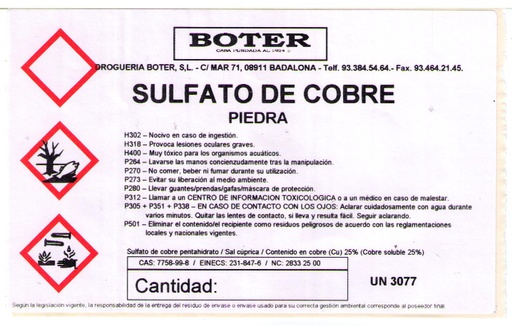 BOTER
CASA FUNDADA AL 1904
DROGUERIA BOTER, S,L. - C/ MAR 71, 08911 BADALONA - Telf. 93.384.54.64.- Fax. 93.464.21.45.
SULFATO DE COBRE
PIEDRA
H302 – Nocivo en caso de ingestión.
H318 – Provoca lesiones oculares graves.
H400 – Muy tóxico para los organismos acuáticos.
P264 – Lavarse las manos concienzudamente tras la manipulación.
P270 – No comer, beber ni fumar durante su utilización.
P273 – Evitar su liberación al medio ambiente.
P280 – Llevar guantes/prendas/gafas/máscara de protección.
P312 – Llamar a un CENTRO DE INFORMACION TOXICOLOGICA o a un médico en caso de malestar.
P305 + P351 + P338 – EN CASO DE CONTACTO CON LOS OJOS: Aclarar cuidadosamente con agua durante
varios minutos. Quitar las lentes de contacto, si lleva y resulta fácil. Seguir aclarando.
P501 – Eliminar el contenido/el recipiente como residuos peligrosos de acuerdo con las reglamentaciones
locales y nacionales vigentes.
Sulfato de cobre pentahidrato / Sal cúprica / Contenido en cobre (Cu) 25% (Cobre soluble 25%)
CAS: 7758-99-8 / EINECS: 231-847-6 / NC: 2833 25 00
Cantidad:
UN 3077
Según la legislación vigente, la responsabilidad de la entrega del residuo de envase o envase usado para su correcta gestión ambiental corresponde al poseedor final.